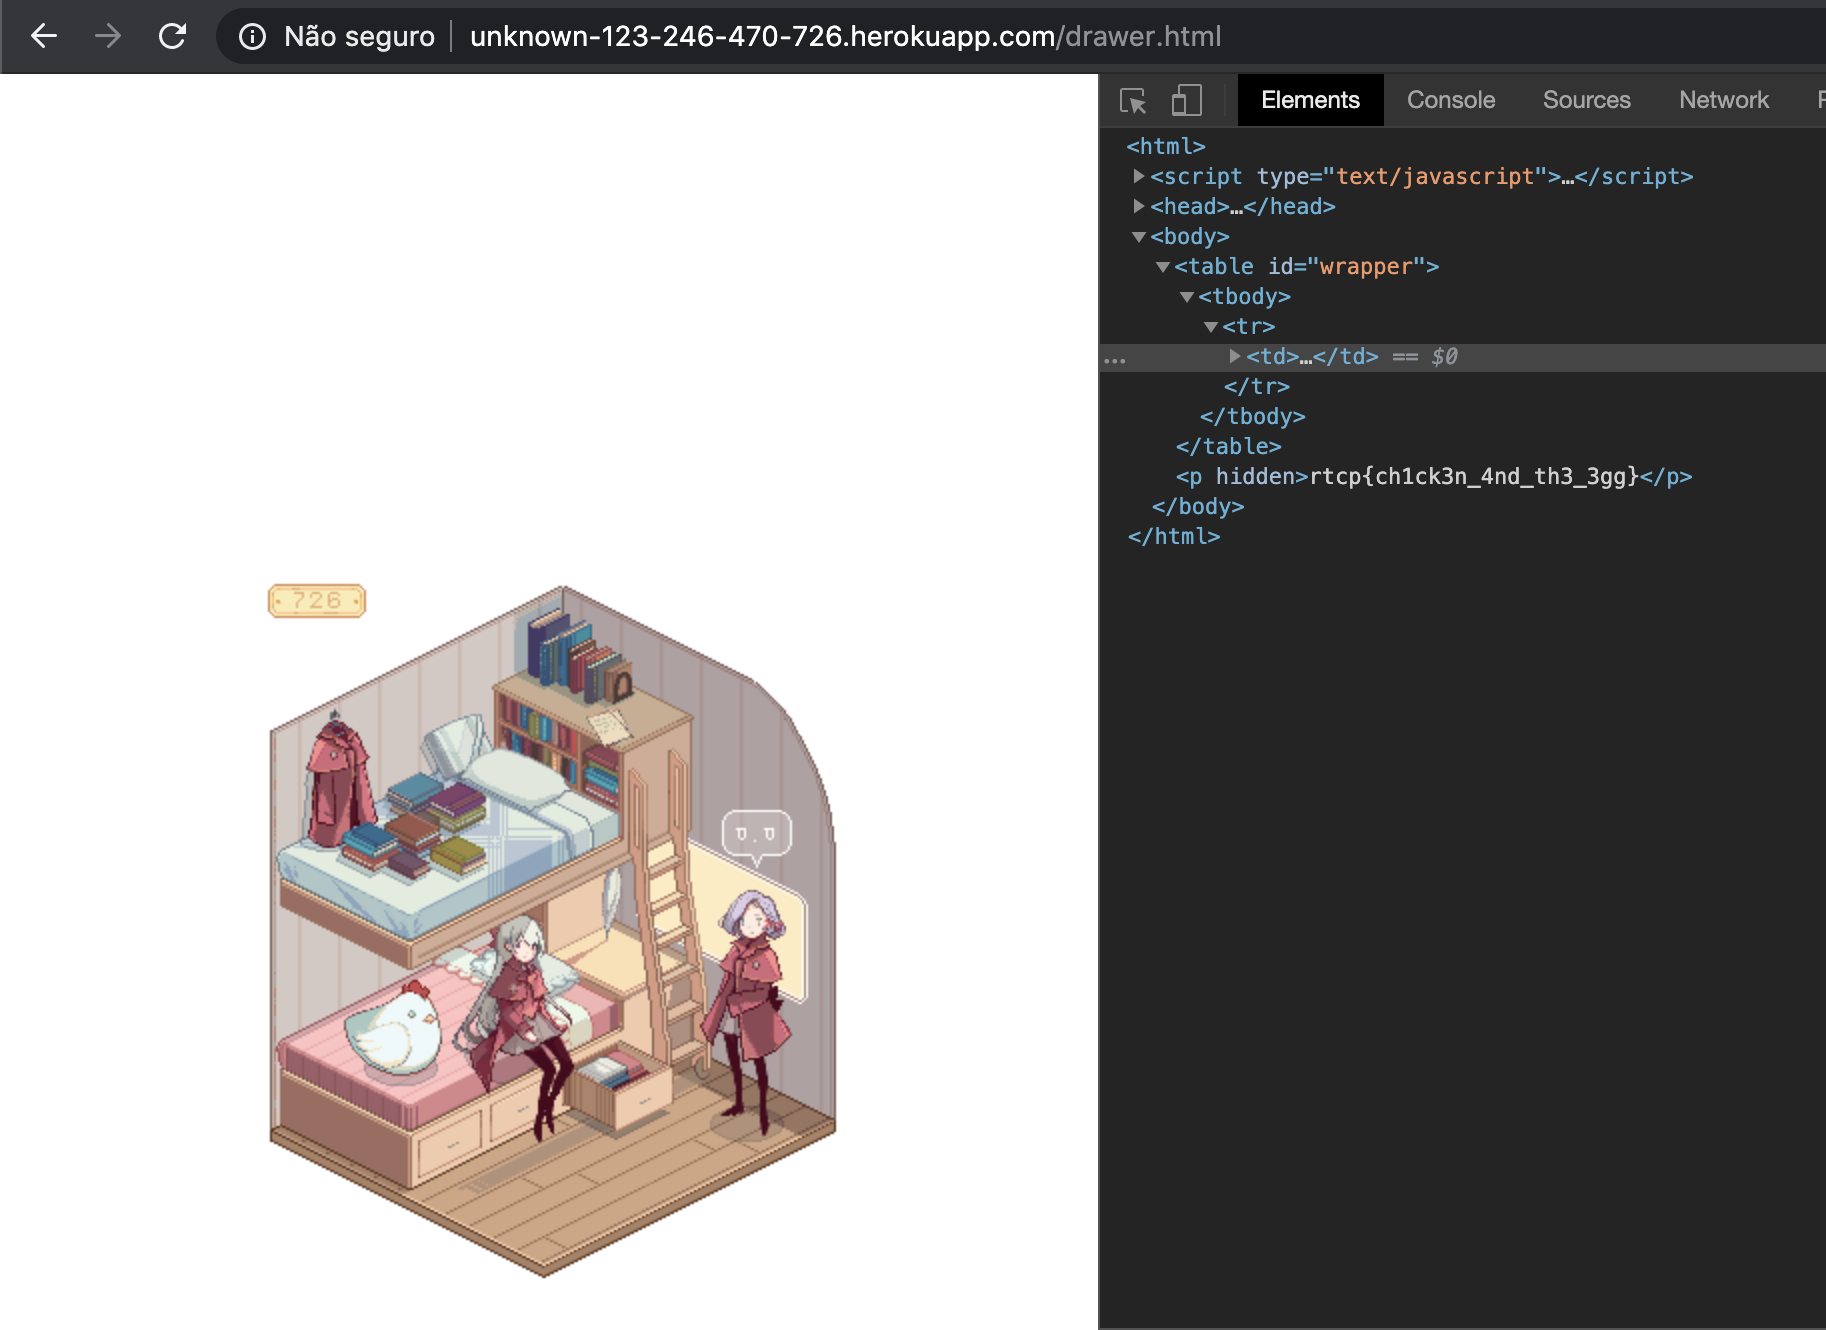 Não seguro unknown-123-246-470-726.herokuapp.com/drawer.html
Elements Console Sources Network
<html>
<script type="text/javascript">…</script>
<head>…</head>
<body>
<table id="wrapper">
<tbody>
<tr>
… <td>…</td> == $0
</tr>
</tbody>
</table>
<p hidden>rtcp{ch1ck3n_4nd_th3_3gg}</p>
</body>
</html>
726